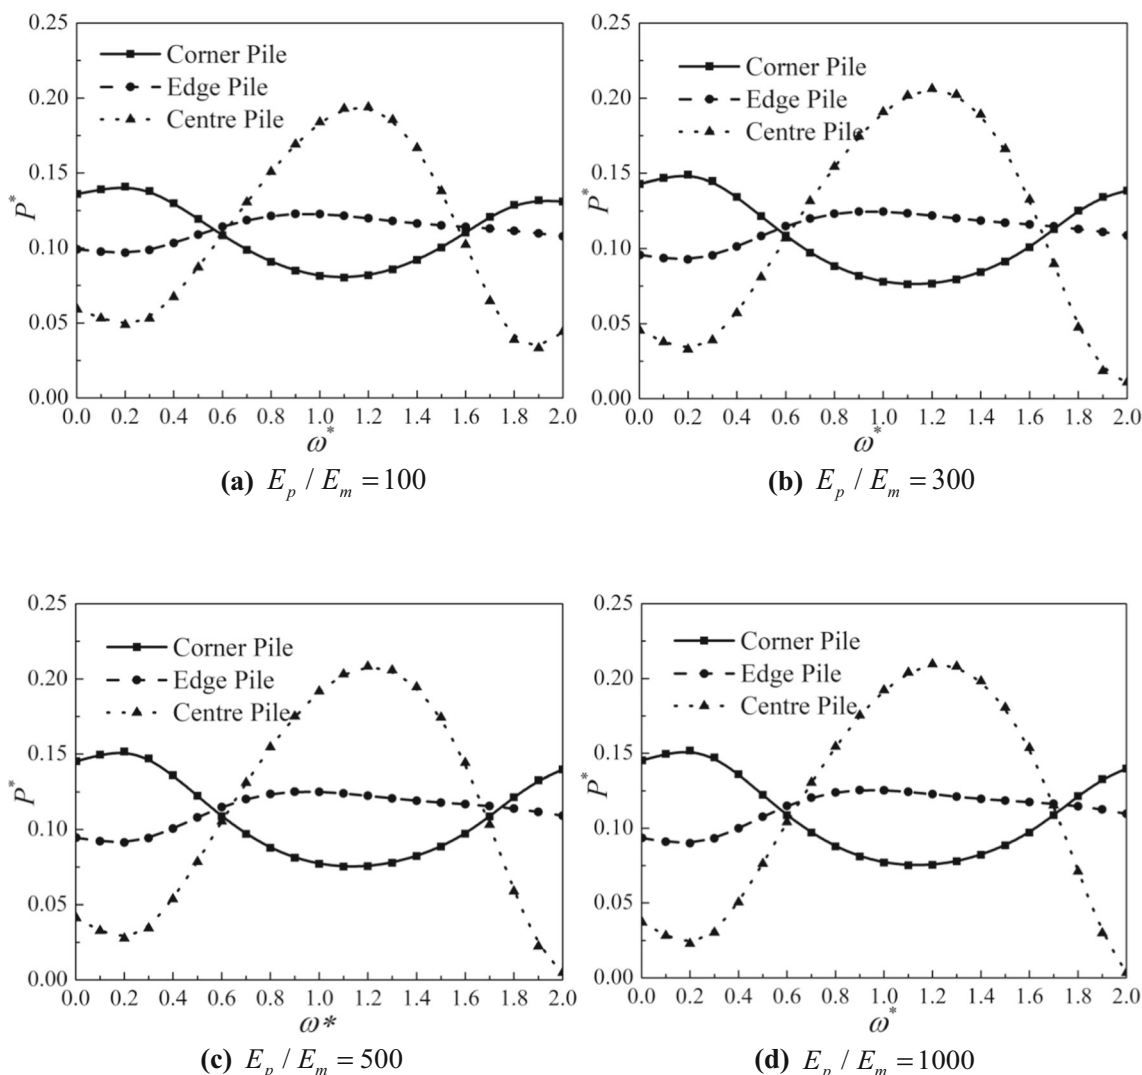 0.25
0.20
0.15
0.10
0.05
0.00
P*
Corner Pile
Edge Pile
Centre Pile
0.0 0.2 0.4 0.6 0.8 1.0 1.2 1.4 1.6 1.8 2.0
ω*
(a) E_p / E_m = 100
0.25
0.20
0.15
0.10
0.05
0.00
P*
Corner Pile
Edge Pile
Centre Pile
0.0 0.2 0.4 0.6 0.8 1.0 1.2 1.4 1.6 1.8 2.0
ω*
(b) E_p / E_m = 300
0.25
0.20
0.15
0.10
0.05
0.00
P*
Corner Pile
Edge Pile
Centre Pile
0.0 0.2 0.4 0.6 0.8 1.0 1.2 1.4 1.6 1.8 2.0
ω*
(c) E_p / E_m = 500
0.25
0.20
0.15
0.10
0.05
0.00
P*
Corner Pile
Edge Pile
Centre Pile
0.0 0.2 0.4 0.6 0.8 1.0 1.2 1.4 1.6 1.8 2.0
ω*
(d) E_p / E_m = 1000